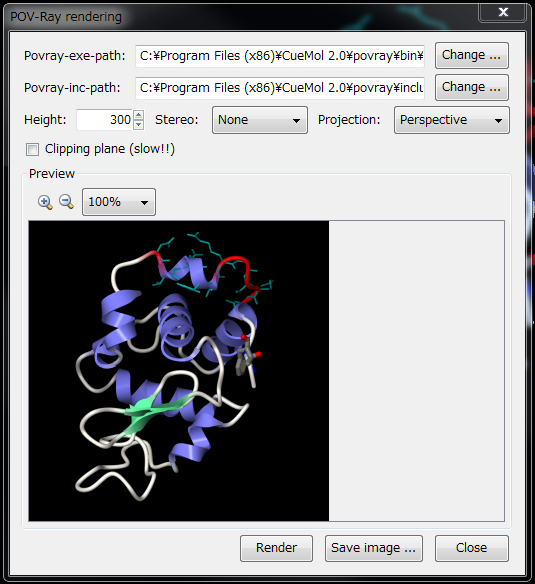 POV-Ray rendering
Povray-exe-path: C:¥Program Files (x86)¥CueMol 2.0¥povray¥bin¥ Change ...
Povray-inc-path: C:¥Program Files (x86)¥CueMol 2.0¥povray¥inclu Change ...
Height: 300 Stereo: None Projection: Perspective
Clipping plane (slow!!)
Preview
100%
Render Save image ... Close